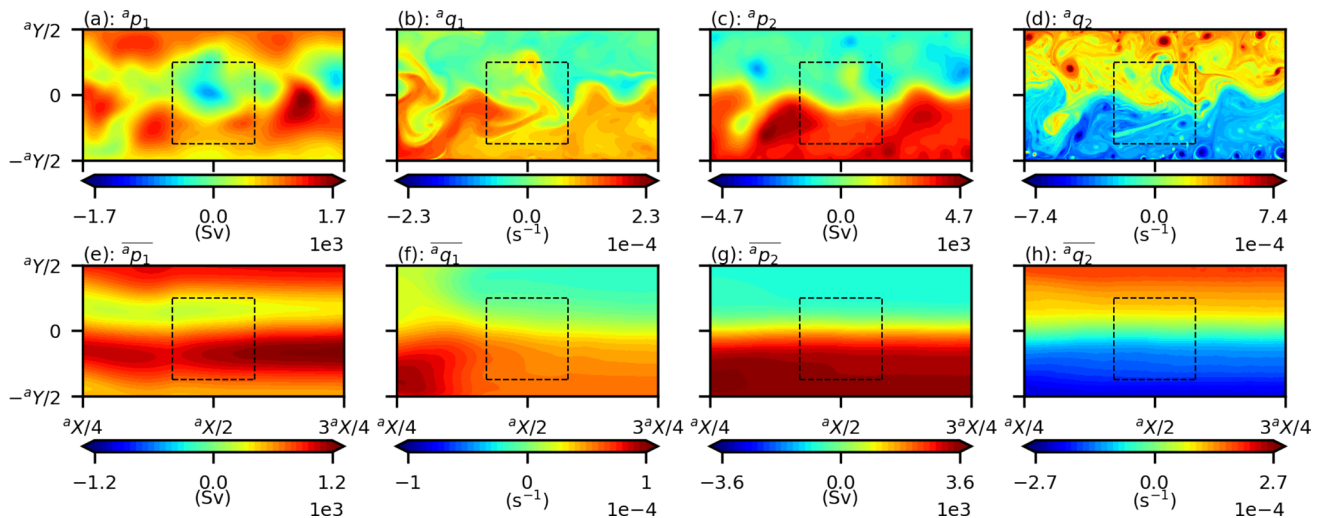 (a): ᵃp₁ (b): ᵃq₁ (c): ᵃp₂ (d): ᵃq₂
ᵃY/2
0
−ᵃY/2
−1.7 0.0 1.7 −2.3 0.0 2.3 −4.7 0.0 4.7 −7.4 0.0 7.4
(Sv) (s⁻¹) (Sv) (s⁻¹)
1e3 1e−4 1e3 1e−4
(e): ᵃp₁ (f): ᵃq₁ (g): ᵃp₂ (h): ᵃq₂
ᵃY/2
0
−ᵃY/2
ᵃX/4 ᵃX/2 3ᵃX/4 ᵃX/4 ᵃX/2 3ᵃX/4 ᵃX/4 ᵃX/2 3ᵃX/4 ᵃX/4 ᵃX/2 3ᵃX/4
−1.2 0.0 1.2 −1 0.0 1 −3.6 0.0 3.6 −2.7 0.0 2.7
(Sv) (s⁻¹) (Sv) (s⁻¹)
1e3 1e−4 1e3 1e−4